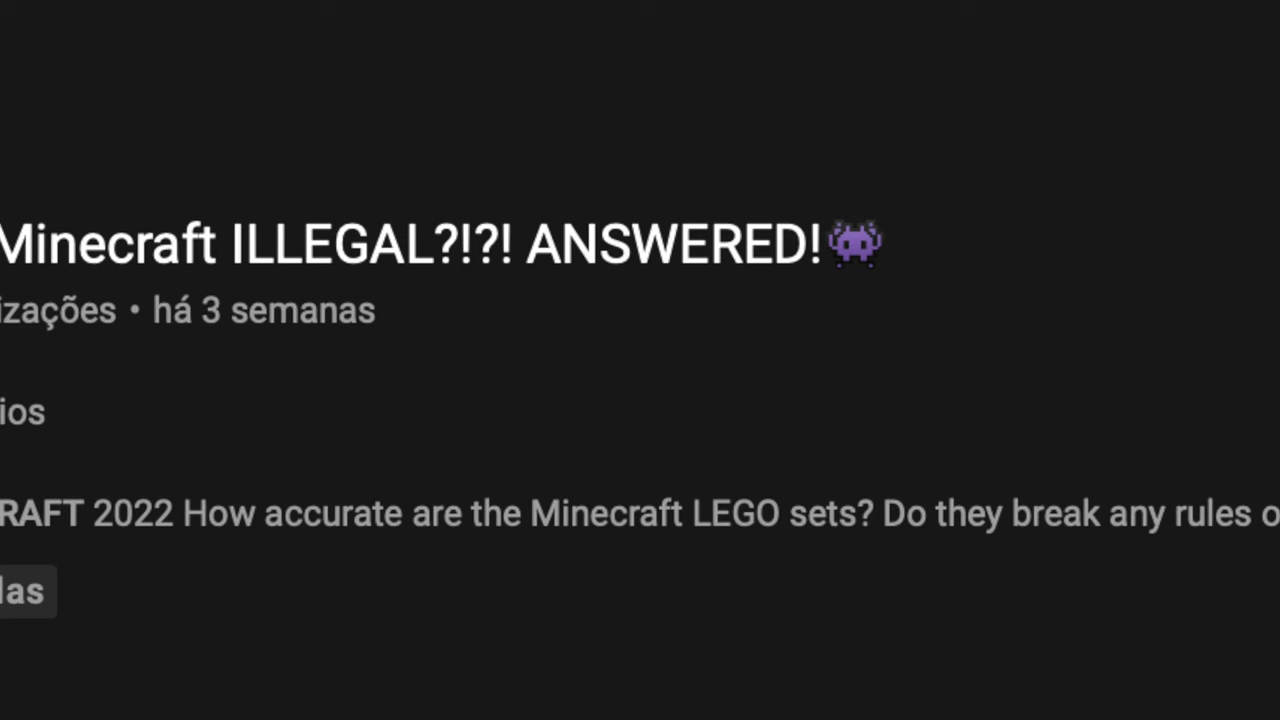 Minecraft ILLEGAL?!?! ANSWERED!👾
izações • há 3 semanas
ios
RAFT 2022 How accurate are the Minecraft LEGO sets? Do they break any rules o
las